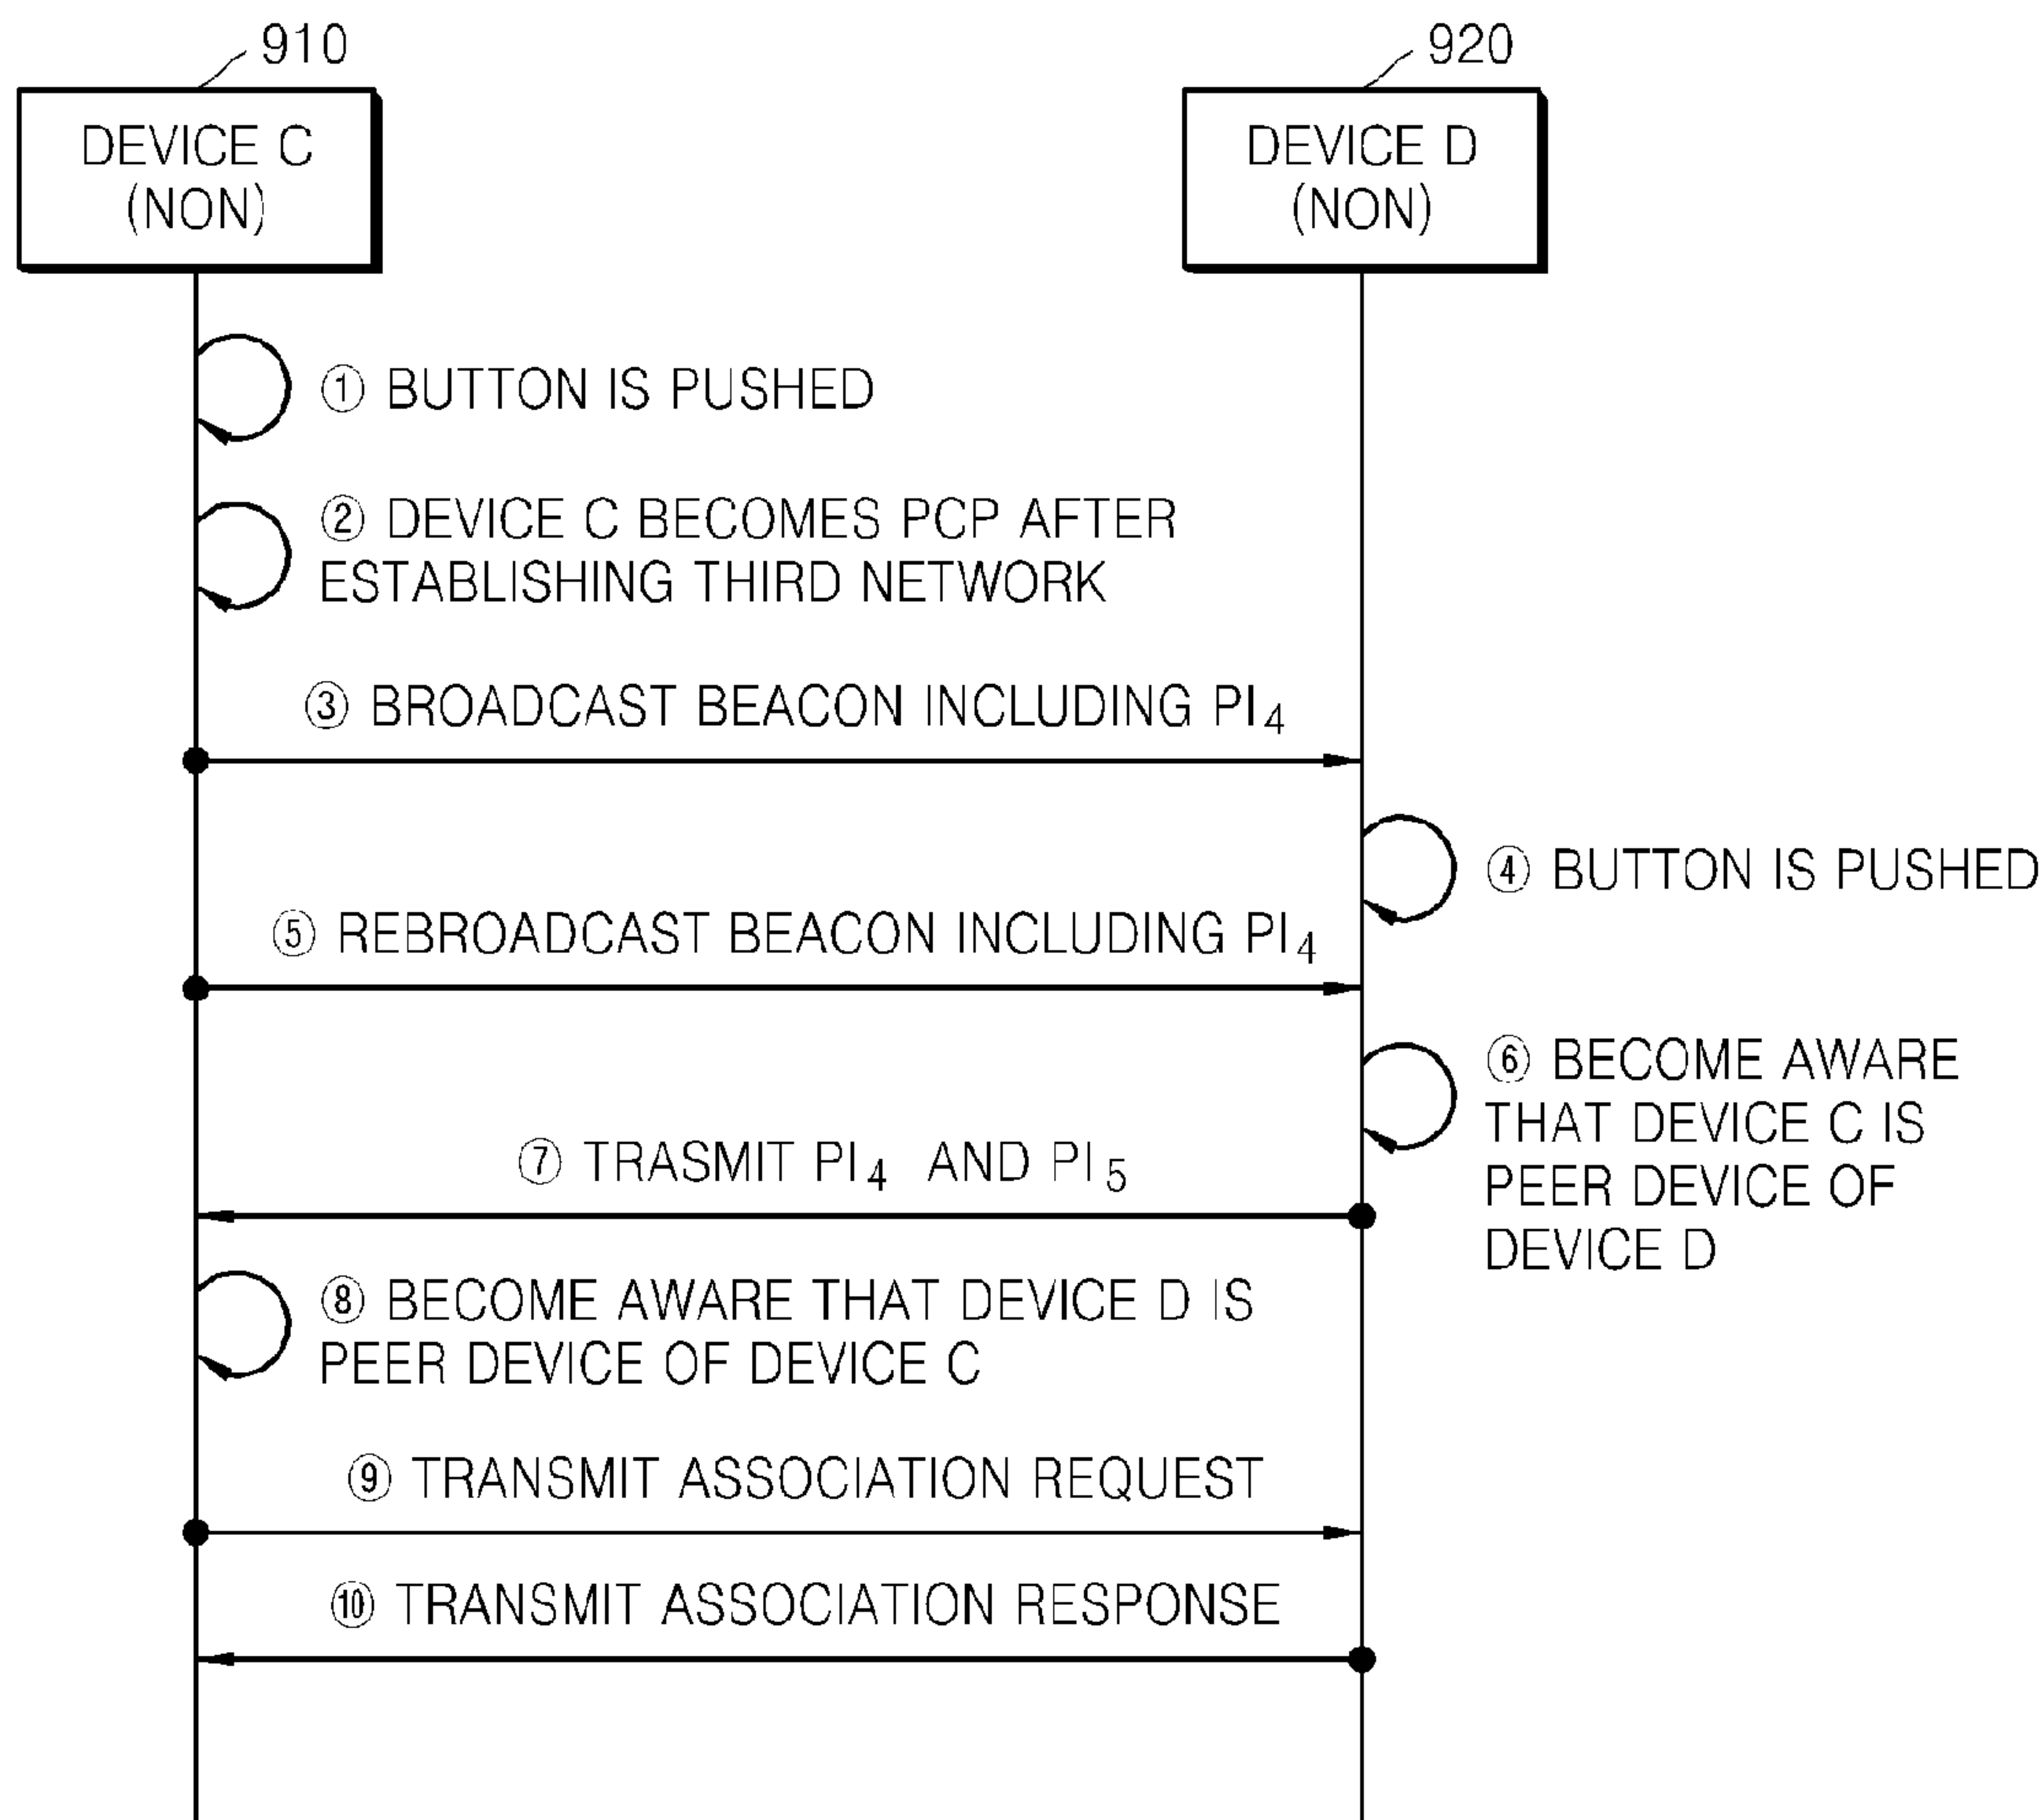 910
920
DEVICE C
(NON)
DEVICE D
(NON)
① BUTTON IS PUSHED
② DEVICE C BECOMES PCP AFTER
ESTABLISHING THIRD NETWORK
③ BROADCAST BEACON INCLUDING PI₄
④ BUTTON IS PUSHED
⑤ REBROADCAST BEACON INCLUDING PI₄
⑥ BECOME AWARE
THAT DEVICE C IS
PEER DEVICE OF
DEVICE D
⑦ TRASMIT PI₄ AND PI₅
⑧ BECOME AWARE THAT DEVICE D IS
PEER DEVICE OF DEVICE C
⑨ TRANSMIT ASSOCIATION REQUEST
⑩ TRANSMIT ASSOCIATION RESPONSE